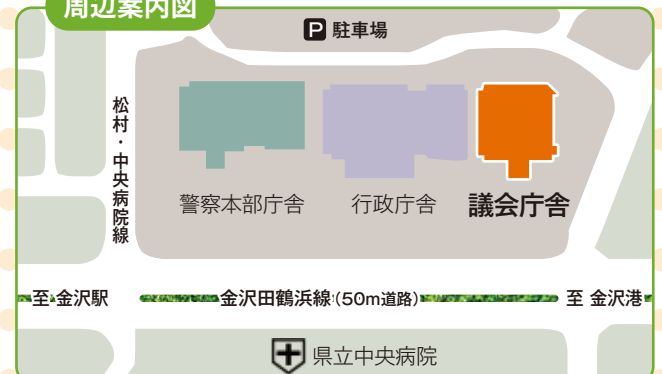 周辺案内図
P 駐車場
松村・中央病院線
警察本部庁舎
行政庁舎
議会庁舎
至 金沢駅
金沢田鶴浜線(50m道路)
至 金沢港
県立中央病院